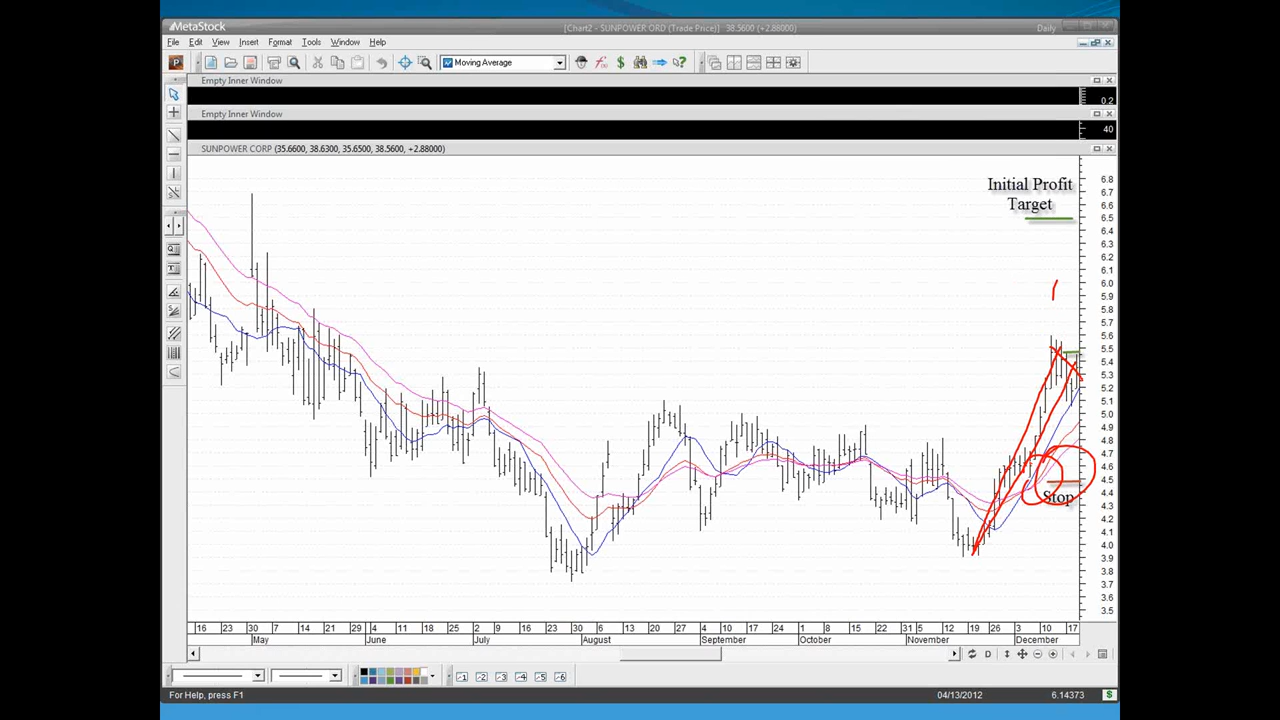 MetaStock
[Chart2 - SUNPOWER ORD (Trade Price)] 38.5600 (+2.88000)
Daily
File Edit View Insert Format Tools Window Help
Moving Average
Empty Inner Window
0.2
Empty Inner Window
40
SUNPOWER CORP (35.6600, 38.6300, 35.6500, 38.5600, +2.88000)
Initial Profit
Target
6.8
6.7
6.6
6.5
6.4
6.3
6.2
6.1
6.0
5.9
5.8
5.7
5.6
5.5
5.4
5.3
5.2
5.1
5.0
4.9
4.8
4.7
4.6
4.5
4.4
4.3
4.2
4.1
4.0
3.9
3.8
3.7
3.6
3.5
Stop
16 23 30 7 14 21 29 4 11 18 25 2 9 16 23 30 6 13 20 27 4 10 17 24 1 8 15 22 31 5 12 19 26 3 10 17
May June July August September October November December
D
1 2 3 4 5 6
For Help, press F1
04/13/2012
6.14373